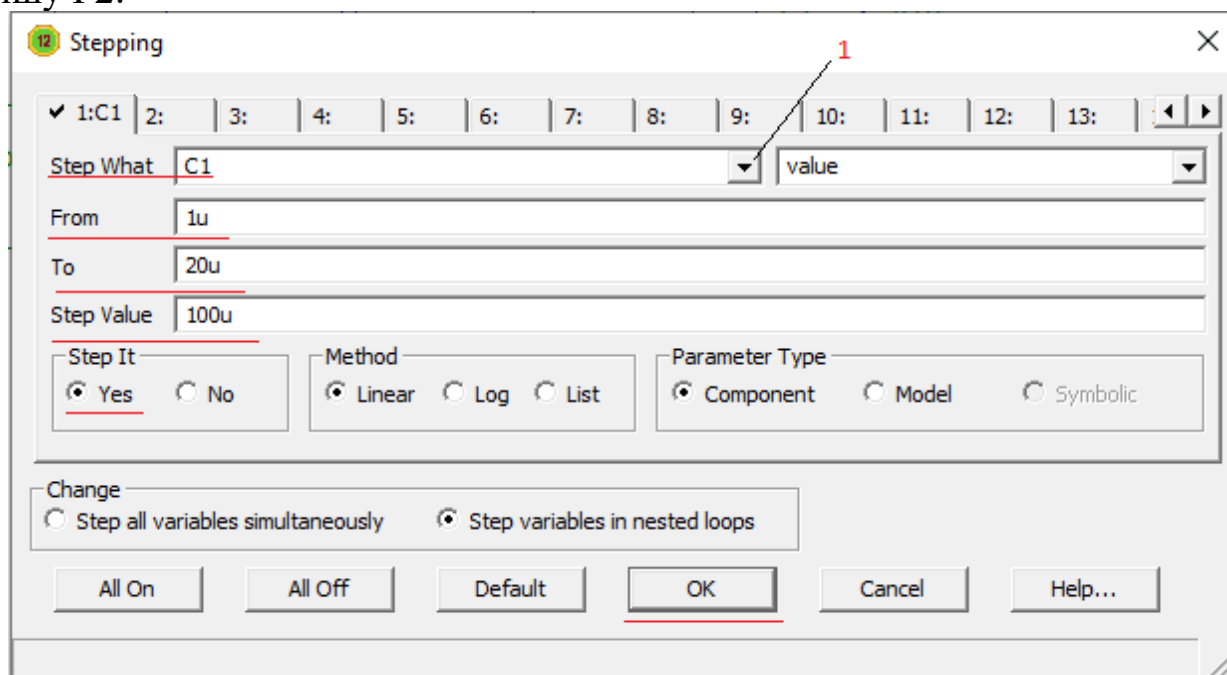 Stepping
1
1:C1 2: 3: 4: 5: 6: 7: 8: 9: 10: 11: 12: 13:
Step What C1 value
From 1u
To 20u
Step Value 100u
Step It Method Parameter Type
Yes No Linear Log List Component Model Symbolic
Change
Step all variables simultaneously Step variables in nested loops
All On All Off Default OK Cancel Help...